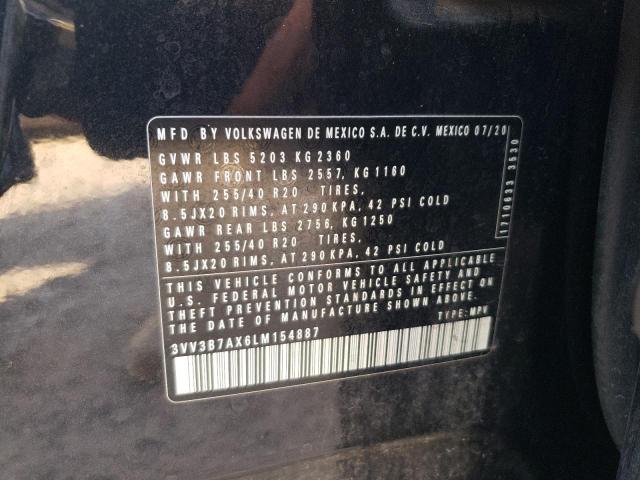 MFD BY VOLKSWAGEN DE MEXICO S.A. DE C.V. MEXICO 07/20
GVWR LBS 5203 KG 2360
GAWR FRONT LBS 2557, KG 1160
WITH 255/40 R20 TIRES,
8.5JX20 RIMS, AT 290 KPA, 42 PSI COLD
GAWR REAR LBS 2756, KG 1250
WITH 255/40 R20 TIRES,
8.5JX20 RIMS, AT 290 KPA, 42 PSI COLD
THIS VEHICLE CONFORMS TO ALL APPLICABLE
U.S. FEDERAL MOTOR VEHICLE SAFETY AND
THEFT PREVENTION STANDARDS IN EFFECT ON
THE DATE OF MANUFACTURE SHOWN ABOVE.
3VV3B7AX6LM154887 TYPE: MPV
1710633 3530